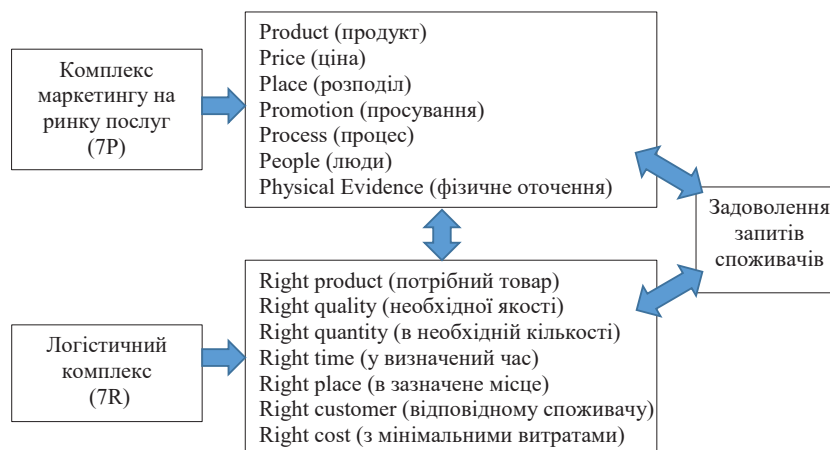 Комплекс
маркетингу на
ринку послуг
(7P)
Product (продукт)
Price (ціна)
Place (розподіл)
Promotion (просування)
Process (процес)
People (люди)
Physical Evidence (фізичне оточення)
Задоволення
запитів
споживачів
Логістичний
комплекс
(7R)
Right product (потрібний товар)
Right quality (необхідної якості)
Right quantity (в необхідній кількості)
Right time (у визначений час)
Right place (в зазначене місце)
Right customer (відповідному споживачу)
Right cost (з мінімальними витратами)